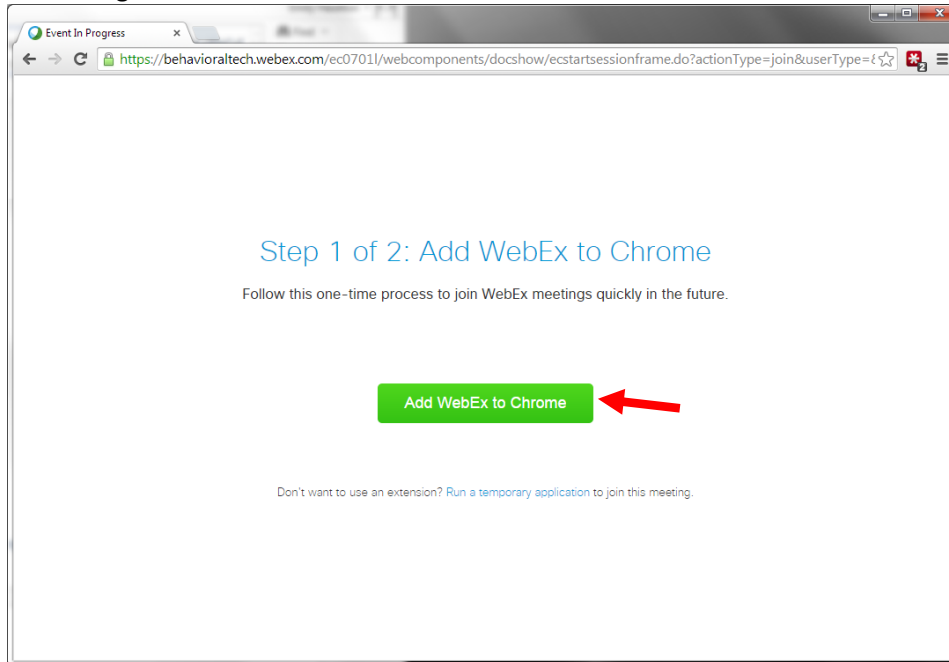 Event In Progress
https://behavioraltech.webex.com/ec0701l/webcomponents/docshow/ecstartsessionframe.do?actionType=join&userType=
2
Step 1 of 2: Add WebEx to Chrome
Follow this one-time process to join WebEx meetings quickly in the future.
Add WebEx to Chrome
Don't want to use an extension? Run a temporary application to join this meeting.